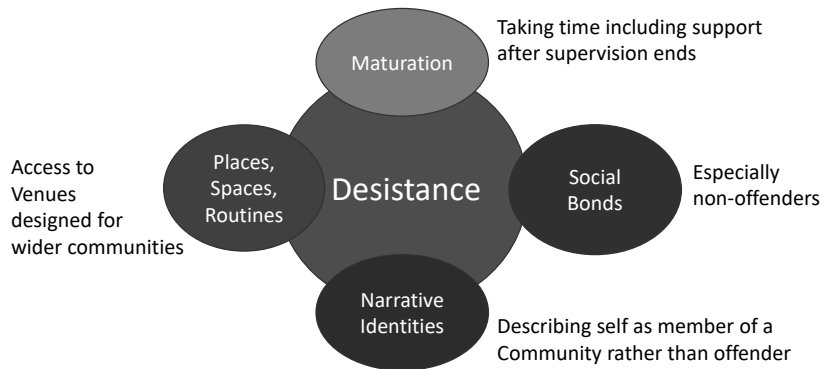 Maturation
Taking time including support
after supervision ends
Access to
Venues
designed for
wider communities
Places,
Spaces,
Routines
Desistance
Social
Bonds
Especially
non-offenders
Narrative
Identities
Describing self as member of a
Community rather than offender